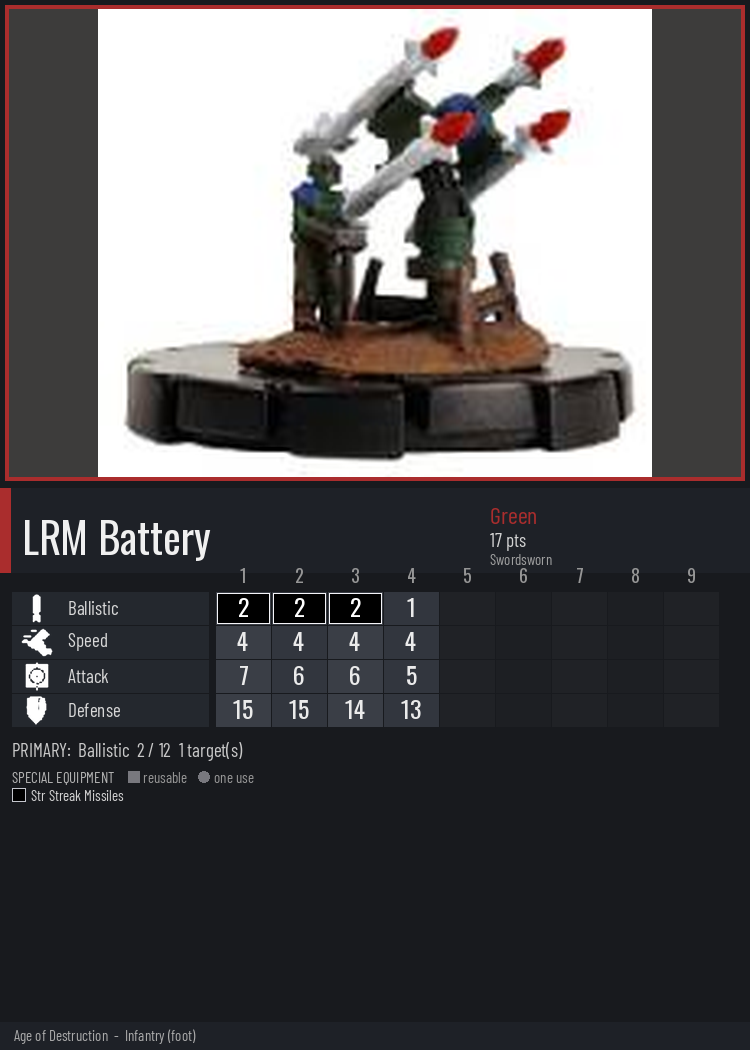 LRM Battery
Green
17 pts
Swordsworn
1 2 3 4 5 6 7 8 9
Ballistic 2 2 2 1
Speed 4 4 4 4
Attack 7 6 6 5
Defense 15 15 14 13
PRIMARY: Ballistic 2 / 12 1 target(s)
SPECIAL EQUIPMENT reusable one use
Str Streak Missiles
Age of Destruction - Infantry (foot)